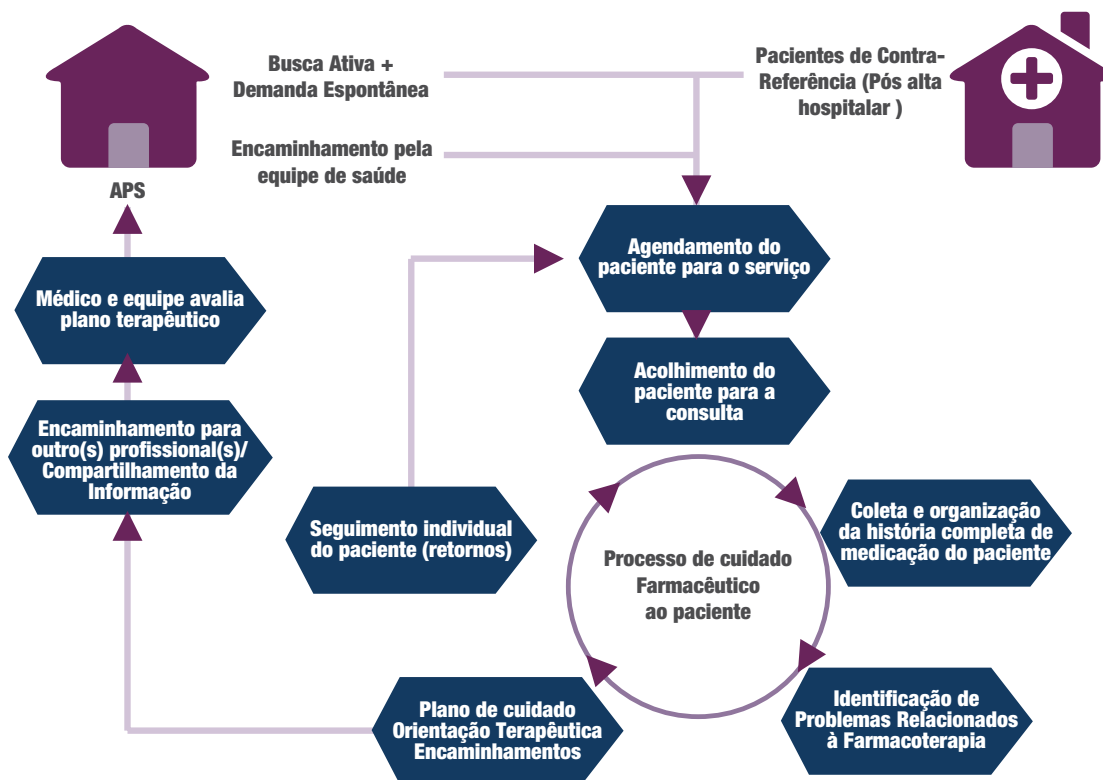 Busca Ativa +
Demanda Espontânea
Pacientes de Contra-
Referência (Pós alta
hospitalar )
Encaminhamento pela
equipe de saúde
APS
Agendamento do
paciente para o serviço
Médico e equipe avalia
plano terapêutico
Acolhimento do
paciente para a
consulta
Encaminhamento para
outro(s) profissional(s)/
Compartilhamento da
Informação
Seguimento individual
do paciente (retornos)
Coleta e organização
da história completa de
medicação do paciente
Processo de cuidado
Farmacêutico
ao paciente
Plano de cuidado
Orientação Terapêutica
Encaminhamentos
Identificação de
Problemas Relacionados
à Farmacoterapia